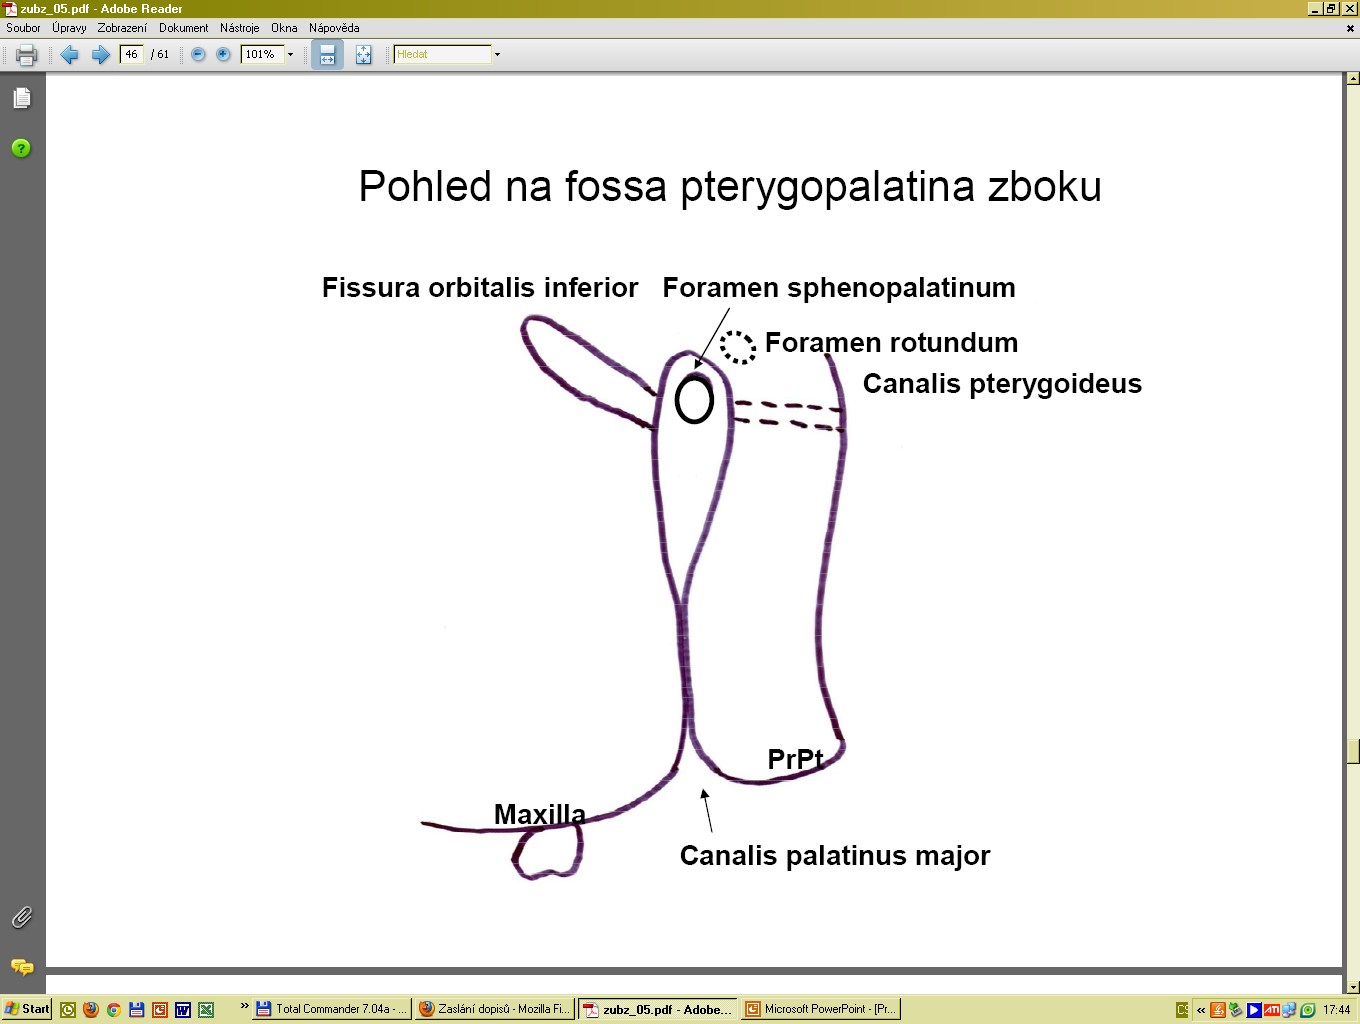 zubz_05.pdf - Adobe Reader
Soubor Úpravy Zobrazení Dokument Nástroje Okna Nápověda
46 / 61 101% Hledat
Pohled na fossa pterygopalatina zboku
Fissura orbitalis inferior Foramen sphenopalatinum
Foramen rotundum
Canalis pterygoideus
PrPt
Maxilla
Canalis palatinus major
Start Total Commander 7.04a - ... Zaslání dopisů - Mozilla Fi... zubz_05.pdf - Adobe... Microsoft PowerPoint - [Pr... CS ATI 17:44